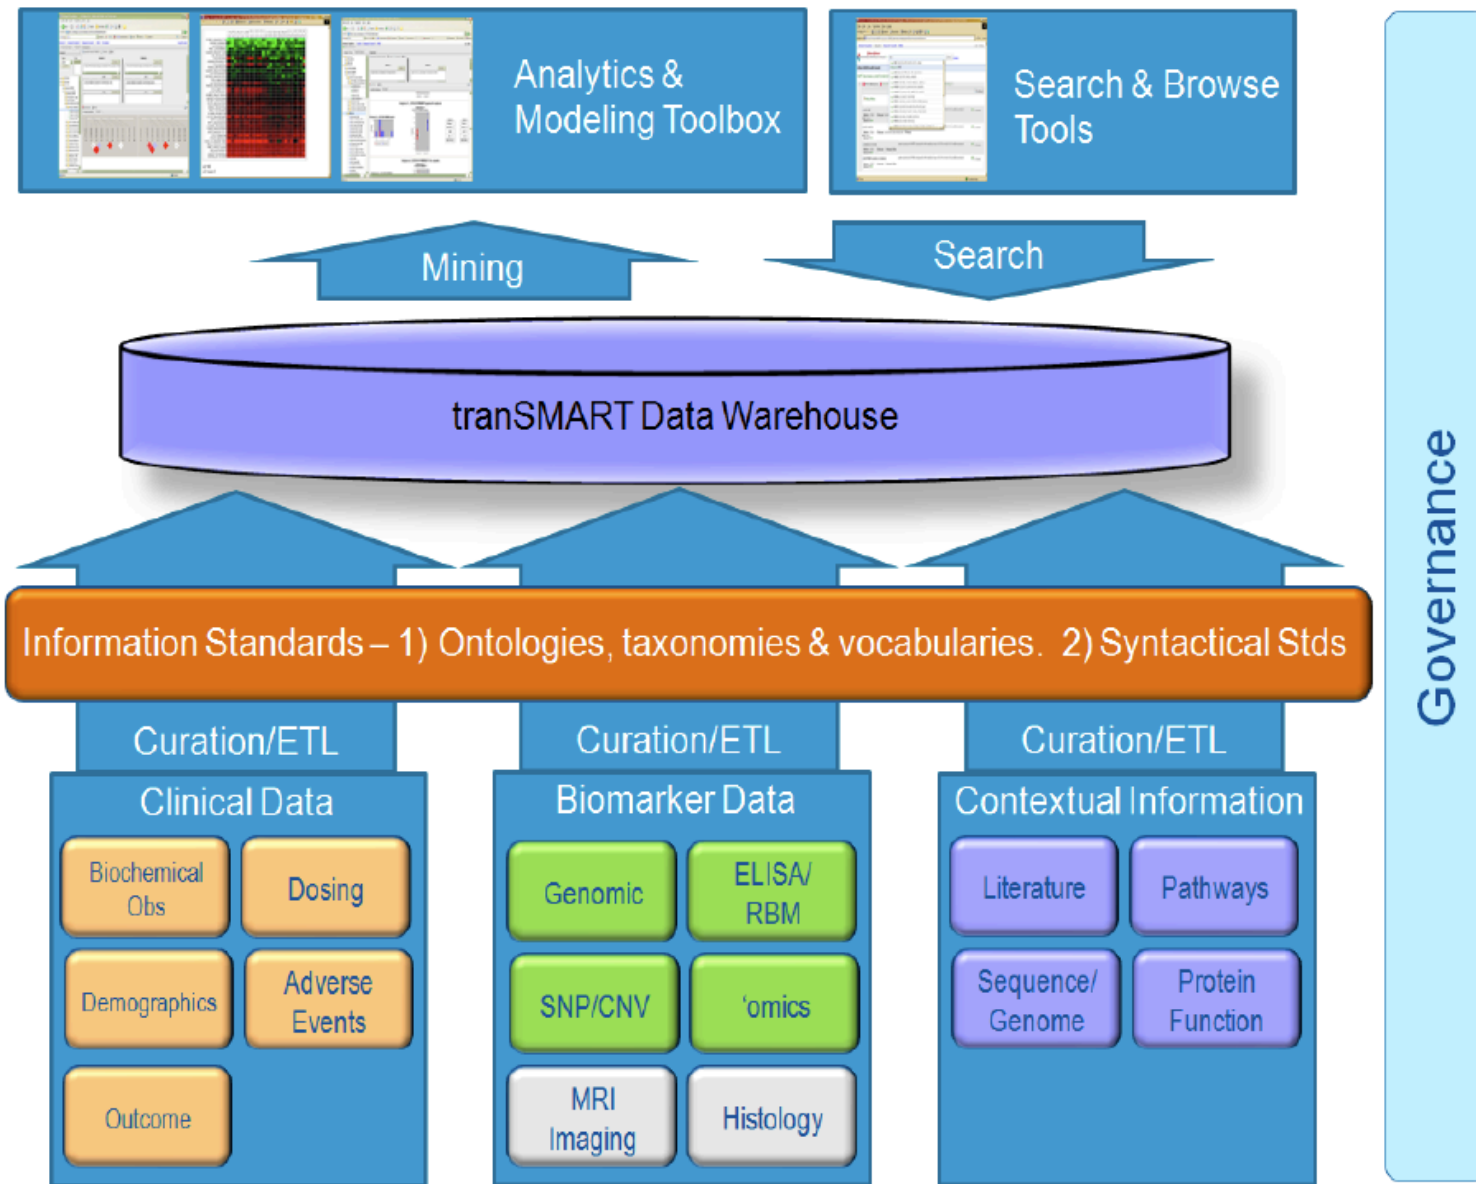 Analytics &
Modeling Toolbox
Search & Browse
Tools
Mining
Search
tranSMART Data Warehouse
Governance
Information Standards – 1) Ontologies, taxonomies & vocabularies.  2) Syntactical Stds
Curation/ETL
Curation/ETL
Curation/ETL
Clinical Data
Biochemical
Obs
Dosing
Demographics
Adverse
Events
Outcome
Biomarker Data
Genomic
ELISA/
RBM
SNP/CNV
‘omics
MRI
Imaging
Histology
Contextual Information
Literature
Pathways
Sequence/
Genome
Protein
Function